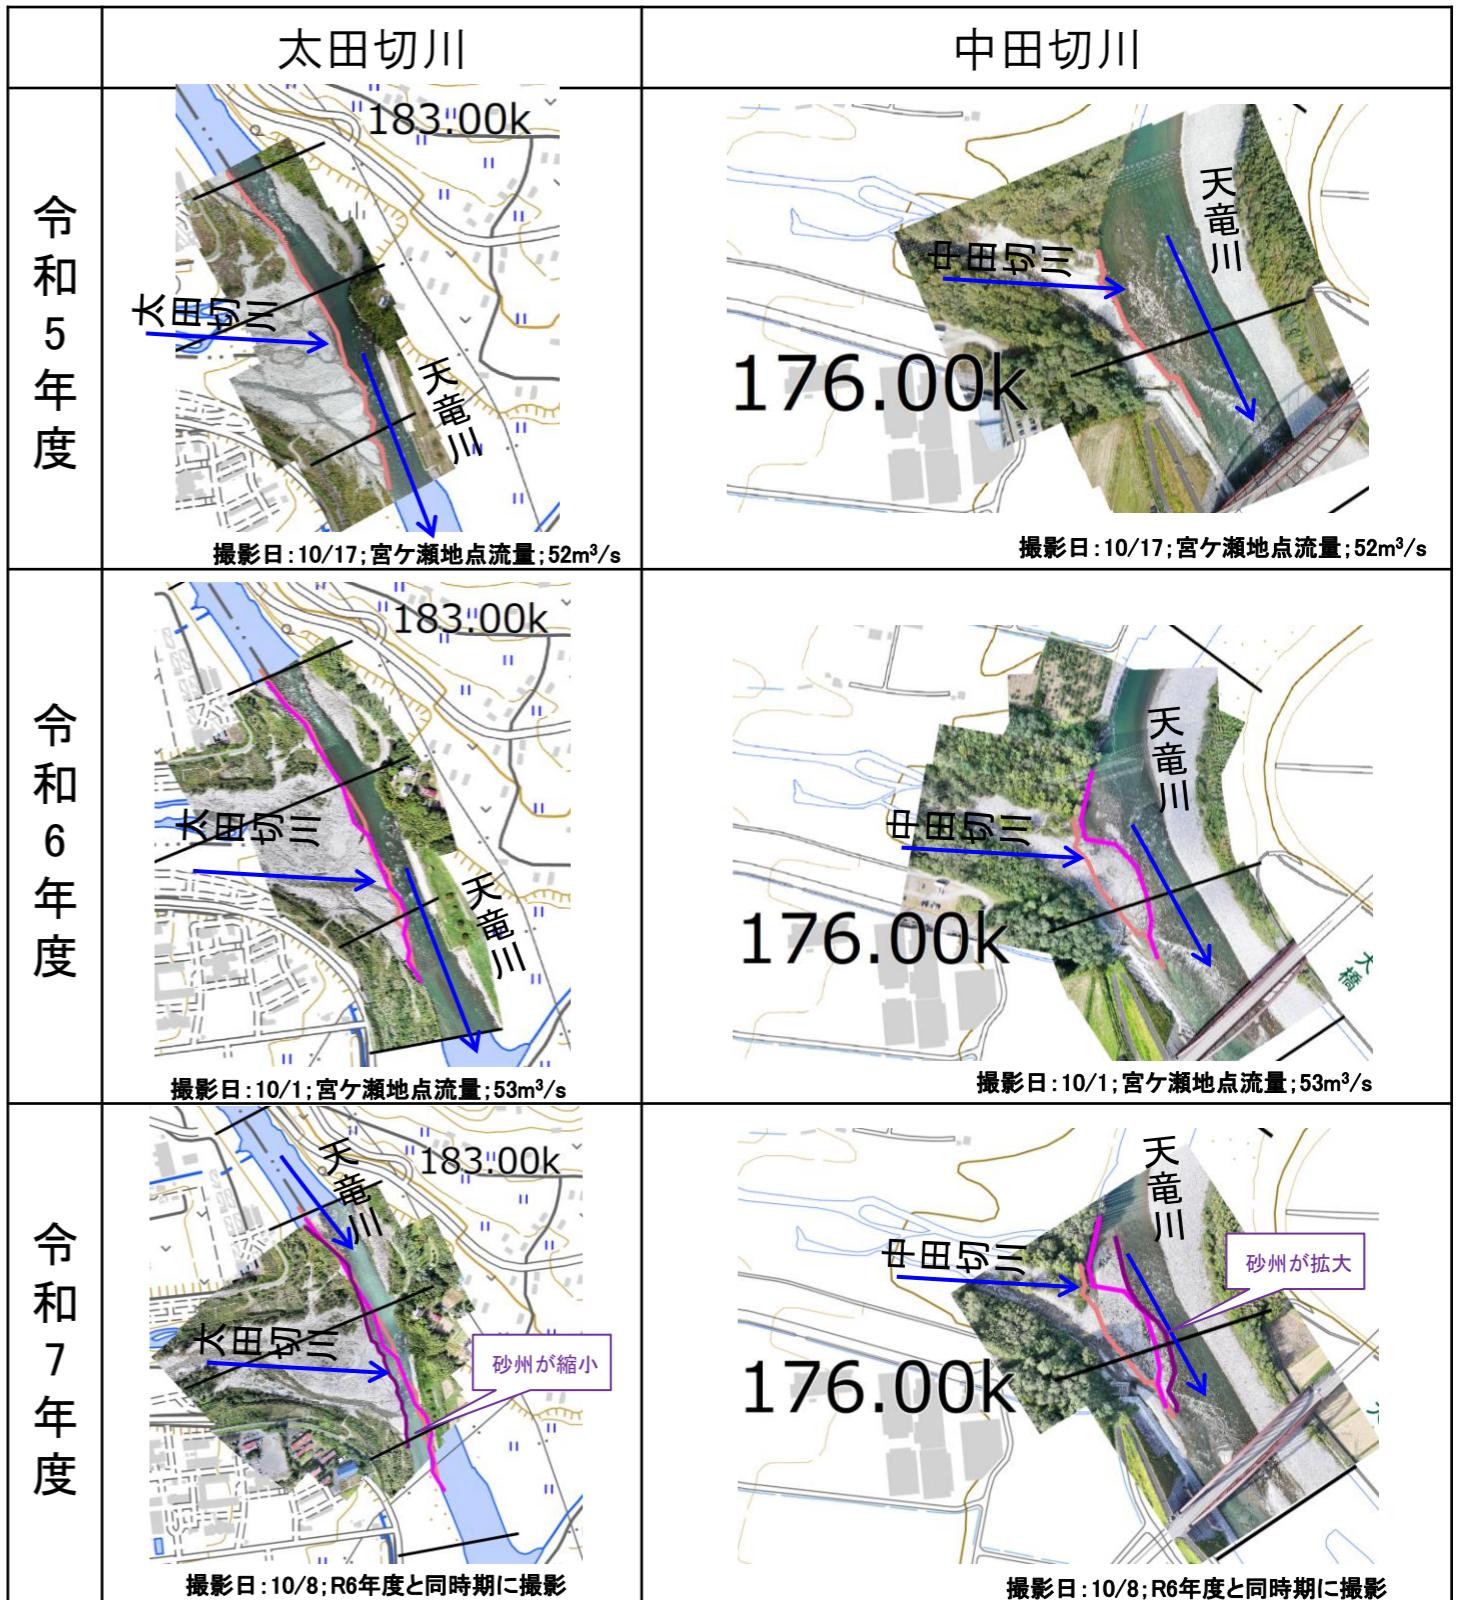 太田切川
中田切川
令和5年度
183.00k
太田切川
天竜川
撮影日:10/17;宮ケ瀬地点流量;52m³/s
天竜川
中田切川
176.00k
撮影日:10/17;宮ケ瀬地点流量;52m³/s
令和6年度
183.00k
太田切川
天竜川
撮影日:10/1;宮ケ瀬地点流量;53m³/s
天竜川
中田切川
176.00k
大橋
撮影日:10/1;宮ケ瀬地点流量;53m³/s
令和7年度
天竜川
183.00k
太田切川
砂州が縮小
撮影日:10/8;R6年度と同時期に撮影
天竜川
中田切川
砂州が拡大
176.00k
撮影日:10/8;R6年度と同時期に撮影